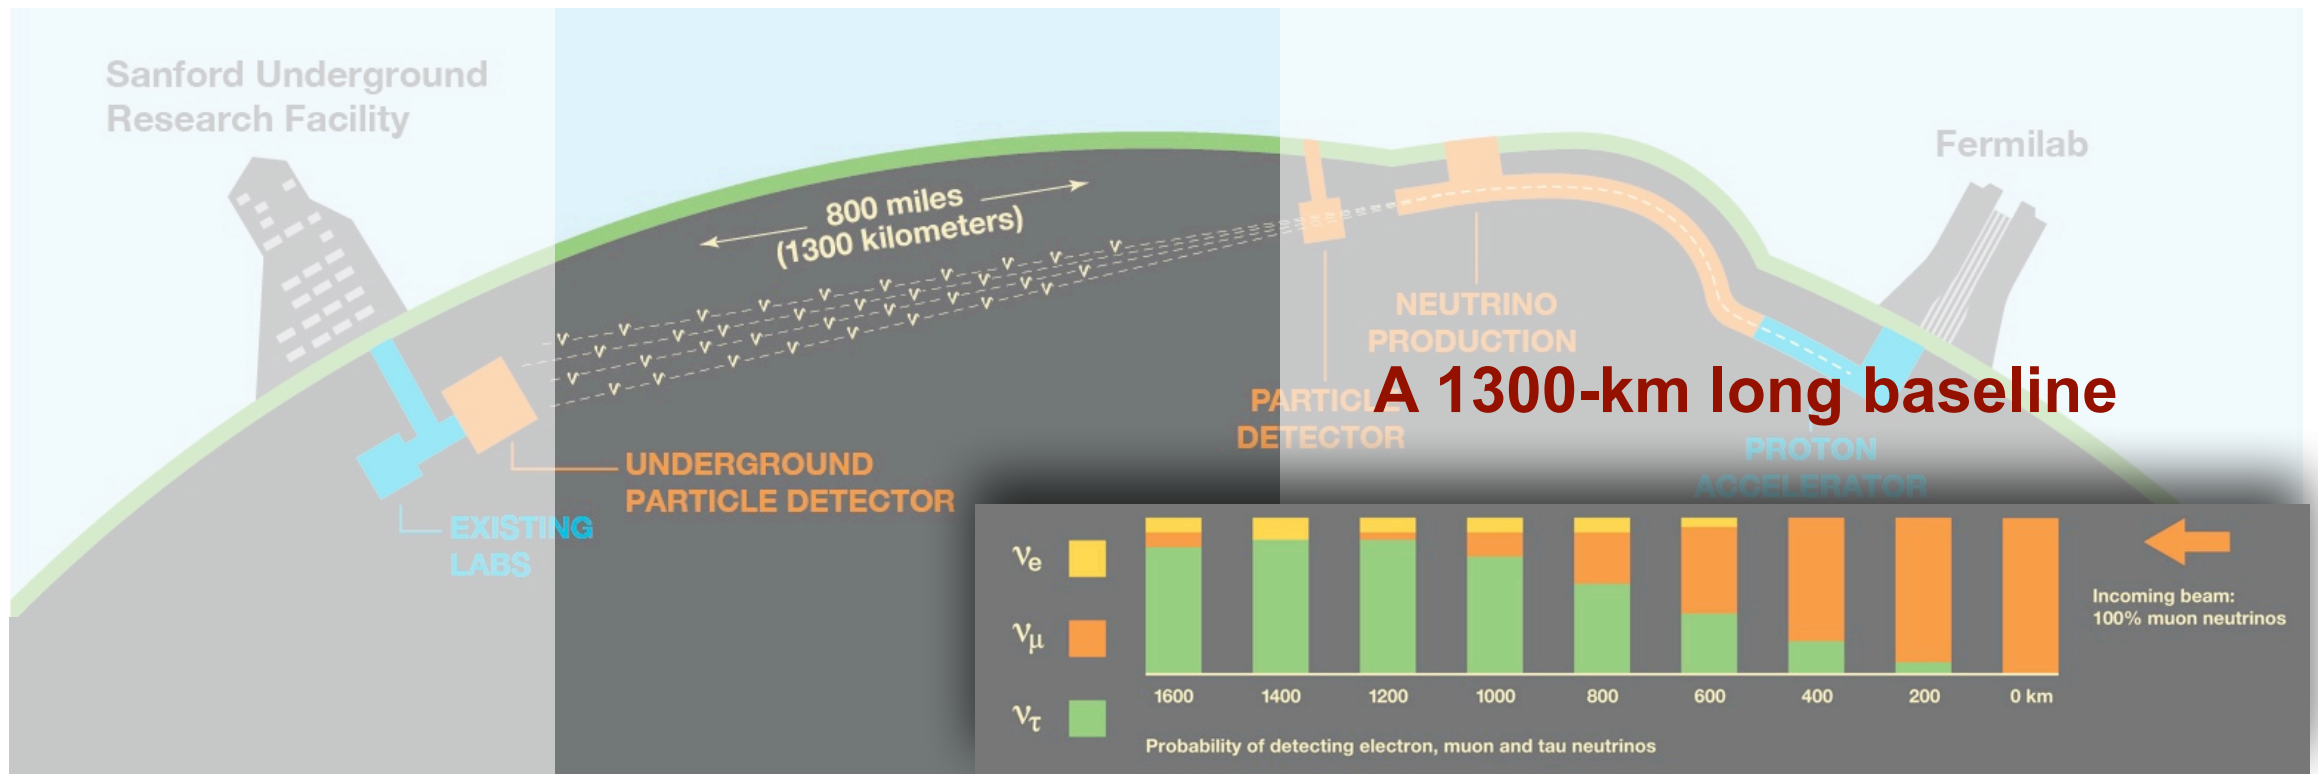 Sanford Underground
Research Facility
Fermilab
800 miles
(1300 kilometers)
NEUTRINO
PRODUCTION
A 1300-km long baseline
PARTICLE
DETECTOR
PROTON
ACCELERATOR
UNDERGROUND
PARTICLE DETECTOR
EXISTING
LABS
νe
νμ
ντ
1600 1400 1200 1000 800 600 400 200 0 km
Probability of detecting electron, muon and tau neutrinos
Incoming beam:
100% muon neutrinos